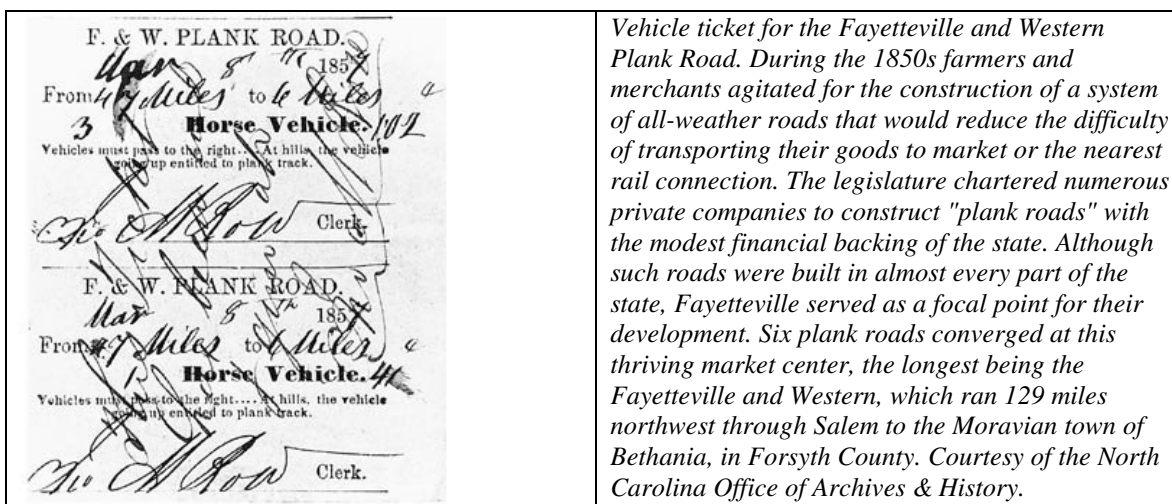 F. & W. PLANK ROAD.
Mar 8th 1854
From 47 Miles to 6 Miles
3 Horse Vehicle. 102
Vehicles must pass to the right.... At hills, the vehicle
going up entitled to plank track.
Clerk.
F. & W. PLANK ROAD.
Mar 8th 185
From 47 Miles to 6 Miles
1 Horse Vehicle. 41
Vehicles must pass to the right.... At hills, the vehicle
going up entitled to plank track.
Clerk.
Vehicle ticket for the Fayetteville and Western
Plank Road. During the 1850s farmers and
merchants agitated for the construction of a system
of all-weather roads that would reduce the difficulty
of transporting their goods to market or the nearest
rail connection. The legislature chartered numerous
private companies to construct "plank roads" with
the modest financial backing of the state. Although
such roads were built in almost every part of the
state, Fayetteville served as a focal point for their
development. Six plank roads converged at this
thriving market center, the longest being the
Fayetteville and Western, which ran 129 miles
northwest through Salem to the Moravian town of
Bethania, in Forsyth County. Courtesy of the North
Carolina Office of Archives & History.